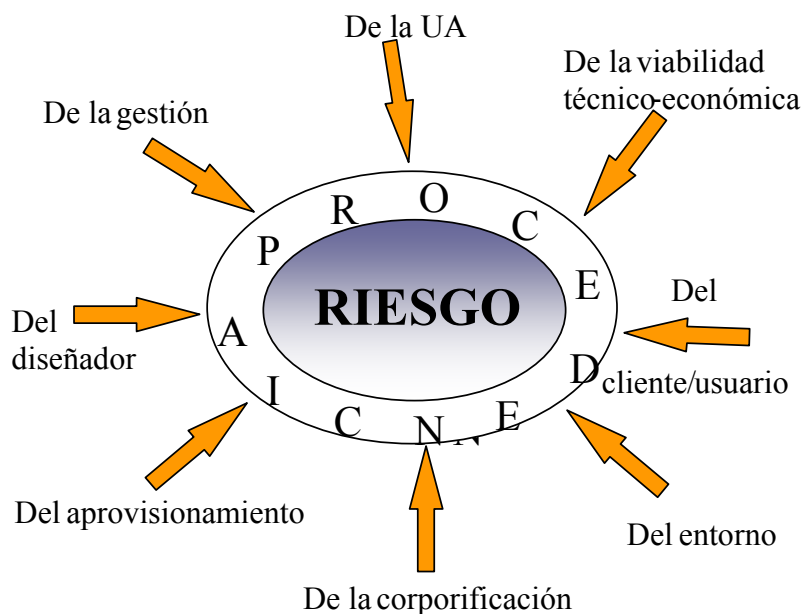 De la UA
De la viabilidad
técnico-económica
De la gestión
P R O C E D E N C I A
RIESGO
Del
cliente/usuario
Del
diseñador
Del aprovisionamiento
Del entorno
De la corporificación